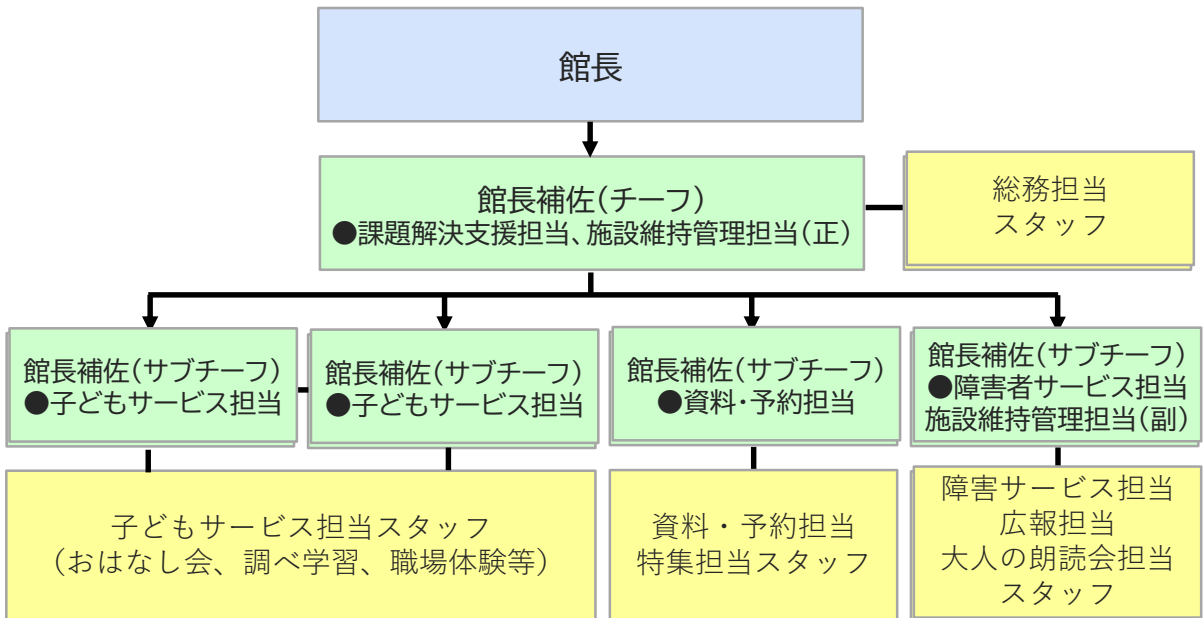 館長
館長補佐(チーフ)
●課題解決支援担当、施設維持管理担当(正)
総務担当
スタッフ
館長補佐(サブチーフ)
●子どもサービス担当
館長補佐(サブチーフ)
●子どもサービス担当
館長補佐(サブチーフ)
●資料・予約担当
館長補佐(サブチーフ)
●障害者サービス担当
施設維持管理担当(副)
子どもサービス担当スタッフ
(おはなし会、調べ学習、職場体験等)
資料・予約担当
特集担当スタッフ
障害サービス担当
広報担当
大人の朗読会担当
スタッフ